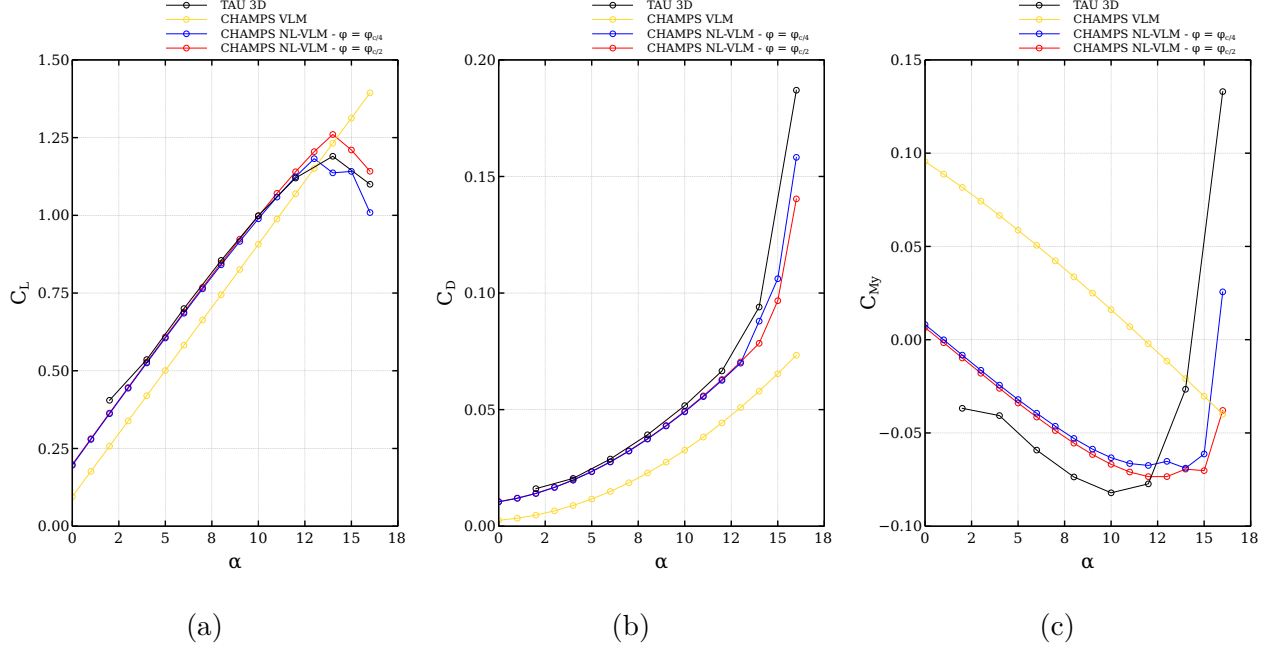 TAU 3D
CHAMPS VLM
CHAMPS NL-VLM - φ = φc/4
CHAMPS NL-VLM - φ = φc/2
1.50
1.25
1.00
0.75
0.50
0.25
0.00
CL
0 2 5 8 10 12 15 18
α
(a)
TAU 3D
CHAMPS VLM
CHAMPS NL-VLM - φ = φc/4
CHAMPS NL-VLM - φ = φc/2
0.20
0.15
0.10
0.05
0.00
CD
0 2 5 8 10 12 15 18
α
(b)
TAU 3D
CHAMPS VLM
CHAMPS NL-VLM - φ = φc/4
CHAMPS NL-VLM - φ = φc/2
0.15
0.10
0.05
0.00
−0.05
−0.10
CMy
0 2 5 8 10 12 15 18
α
(c)